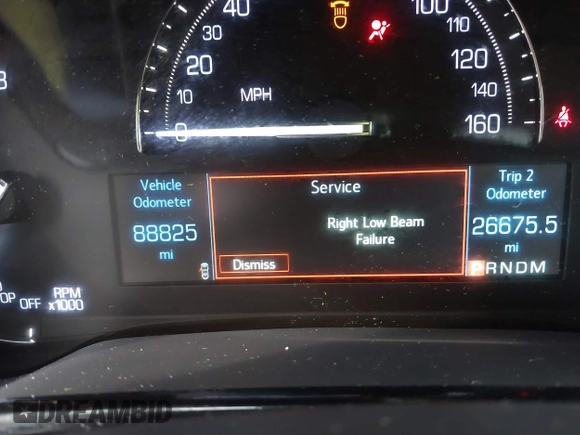 40
100
30
20
120
10
MPH
140
0
160
8
Vehicle
Odometer
88825
mi
Service
Right Low Beam
Failure
Dismiss
Trip 2
Odometer
26675.5
mi
PRNDM
OFF
RPM
x1000
DREAMBID